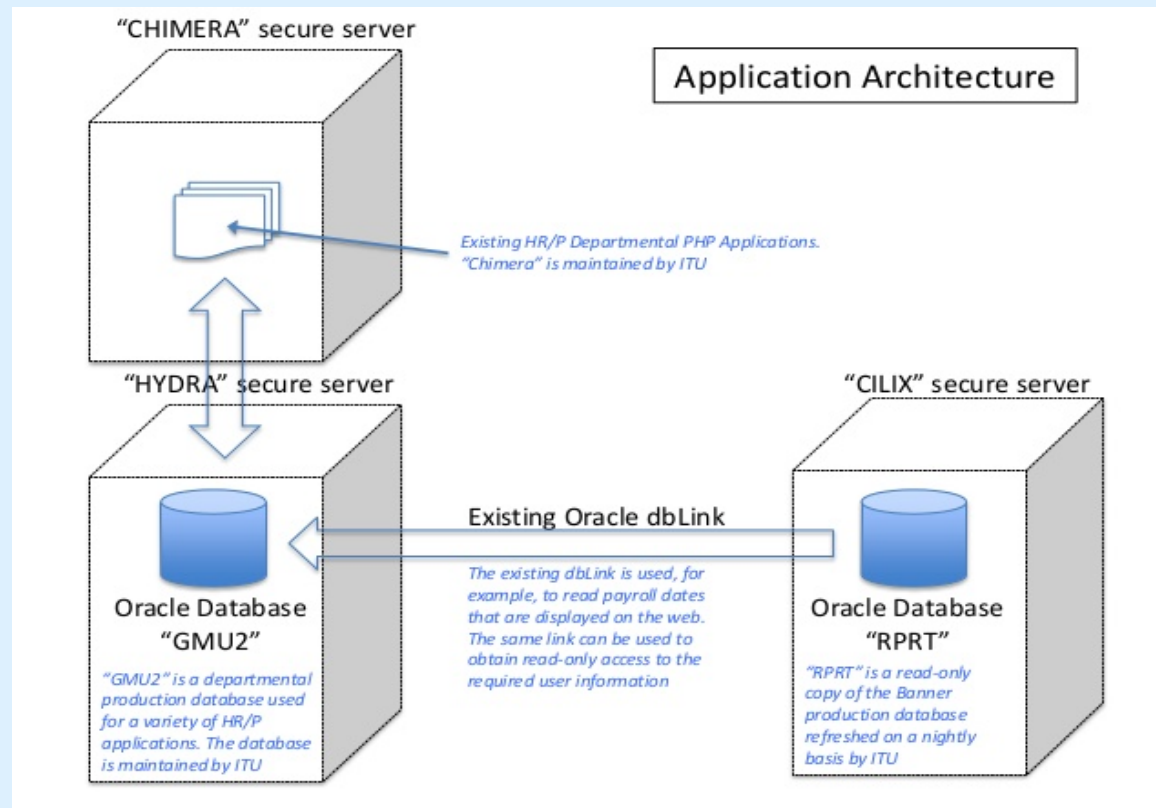 “CHIMERA” secure server
Application Architecture
Existing HR/P Departmental PHP Applications.
“Chimera” is maintained by ITU
“HYDRA” secure server
“CILIX” secure server
Existing Oracle dbLink
The existing dbLink is used, for
example, to read payroll dates
that are displayed on the web.
The same link can be used to
obtain read-only access to the
required user information
Oracle Database
“GMU2”
“GMU2” is a departmental
production database used
for a variety of HR/P
applications. The database
is maintained by ITU
Oracle Database
“RPRT”
“RPRT” is a read-only
copy of the Banner
production database
refreshed on a nightly
basis by ITU